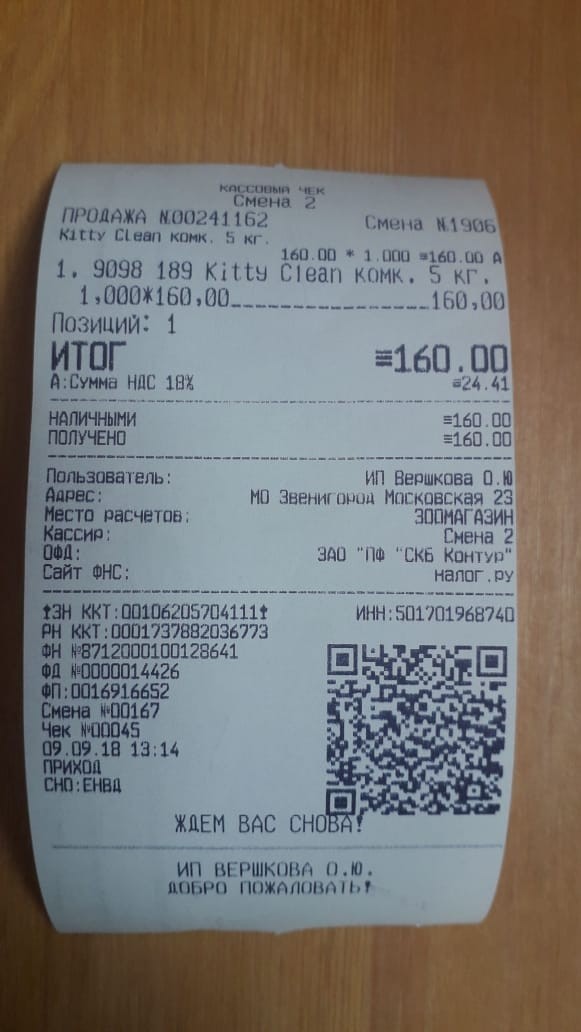 КАССОВЫЙ ЧЕК
Смена 2
ПРОДАЖА №00241162 Смена №1906
Kitty Clean комк. 5 кг.
160.00 * 1.000 ≡160.00 А
1. 9098 189 Kitty Clean комк. 5 кг.
1,000*160,00 160,00
Позиций: 1
ИТОГ ≡160.00
А:Сумма НДС 18% ≡24.41
НАЛИЧНЫМИ ≡160.00
ПОЛУЧЕНО ≡160.00
Пользователь: ИП Вершкова О.Ю
Адрес: МО Звенигород Московская 23
Место расчетов: ЗООМАГАЗИН
Кассир: Смена 2
ОФД: ЗАО "ПФ "СКБ Контур"
Сайт ФНС: налог.ру
ЗН ККТ:00106205704111 ИНН:501701968740
РН ККТ:0001737882036773
ФН №8712000100128641
ФД №0000014426
ФП:0016916652
Смена №00167
Чек №00045
09.09.18 13:14
ПРИХОД
СНО:ЕНВД
ЖДЕМ ВАС СНОВА!
ИП ВЕРШКОВА О.Ю.
ДОБРО ПОЖАЛОВАТЬ!